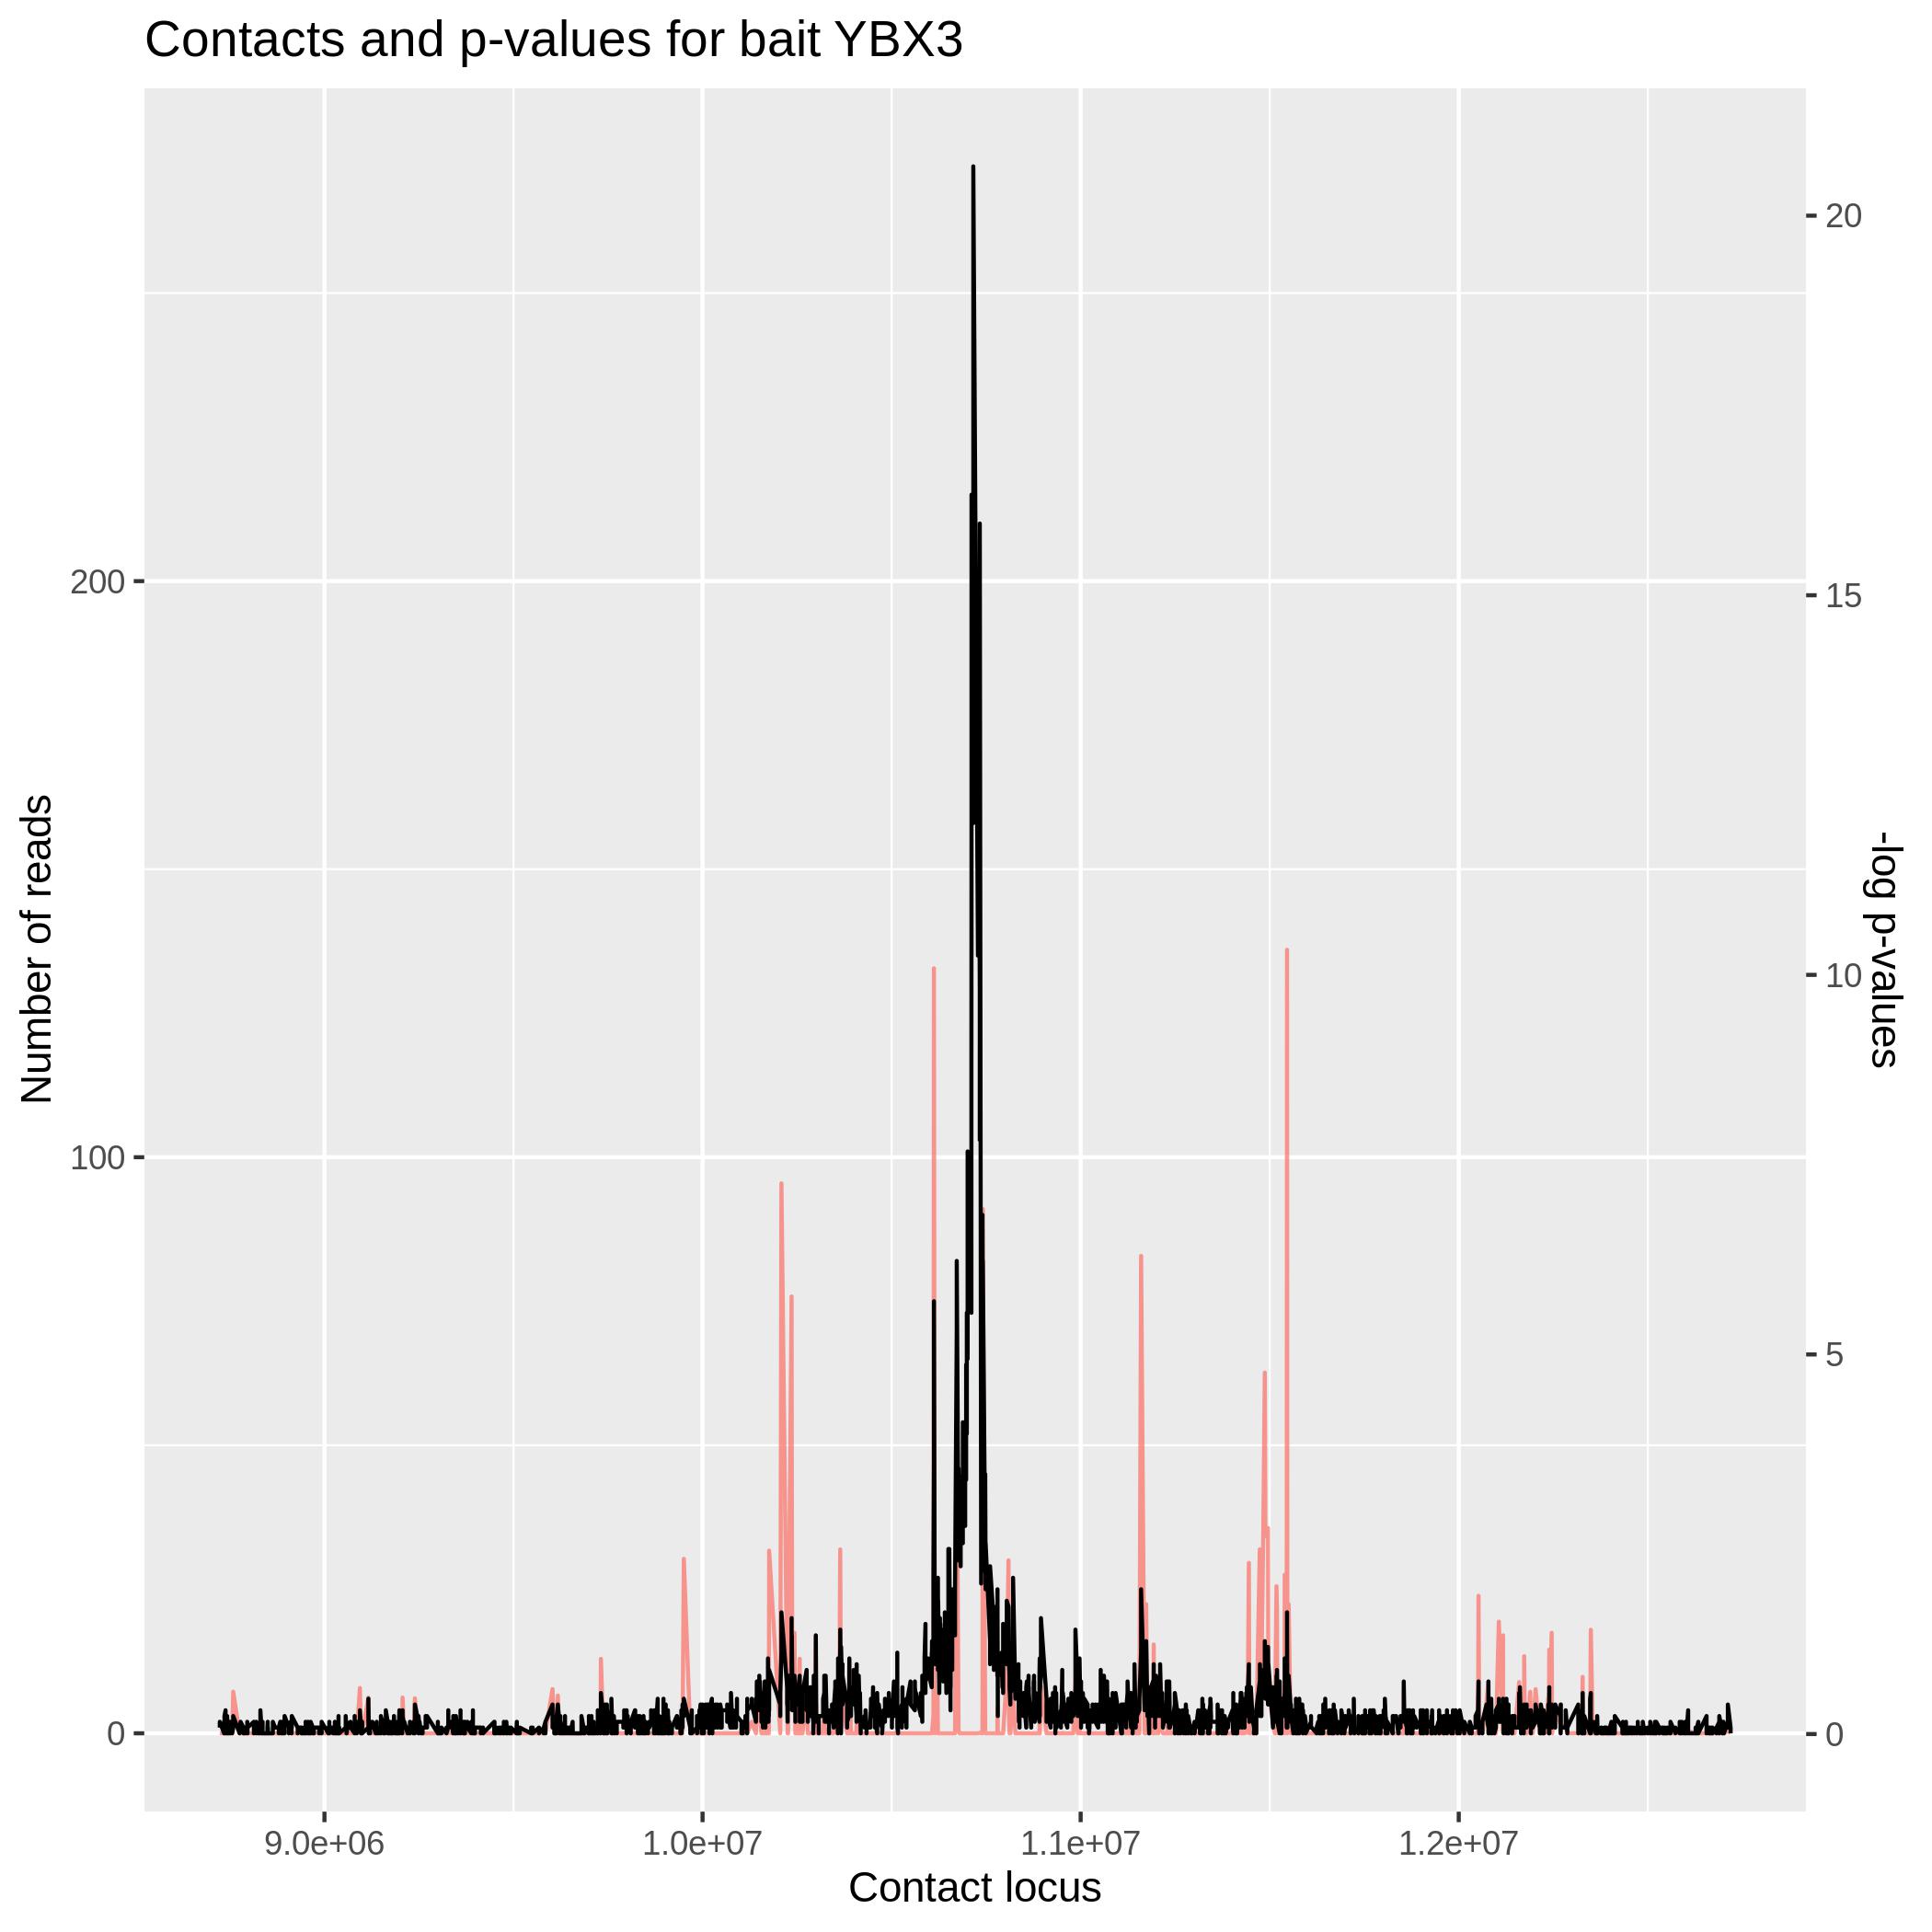 Contacts and p-values for bait YBX3
Number of reads
200
100
0
20
15
10
5
0
-log p-values
9.0e+06
1.0e+07
1.1e+07
1.2e+07
Contact locus